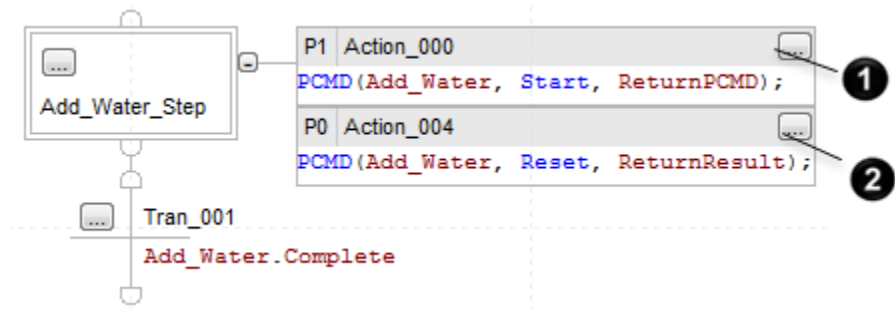 P1 Action_000 ...
...
PCMD(Add_Water, Start, ReturnPCMD);
1
Add_Water_Step
P0 Action_004 ...
PCMD(Add_Water, Reset, ReturnResult);
2
... Tran_001
Add_Water.Complete